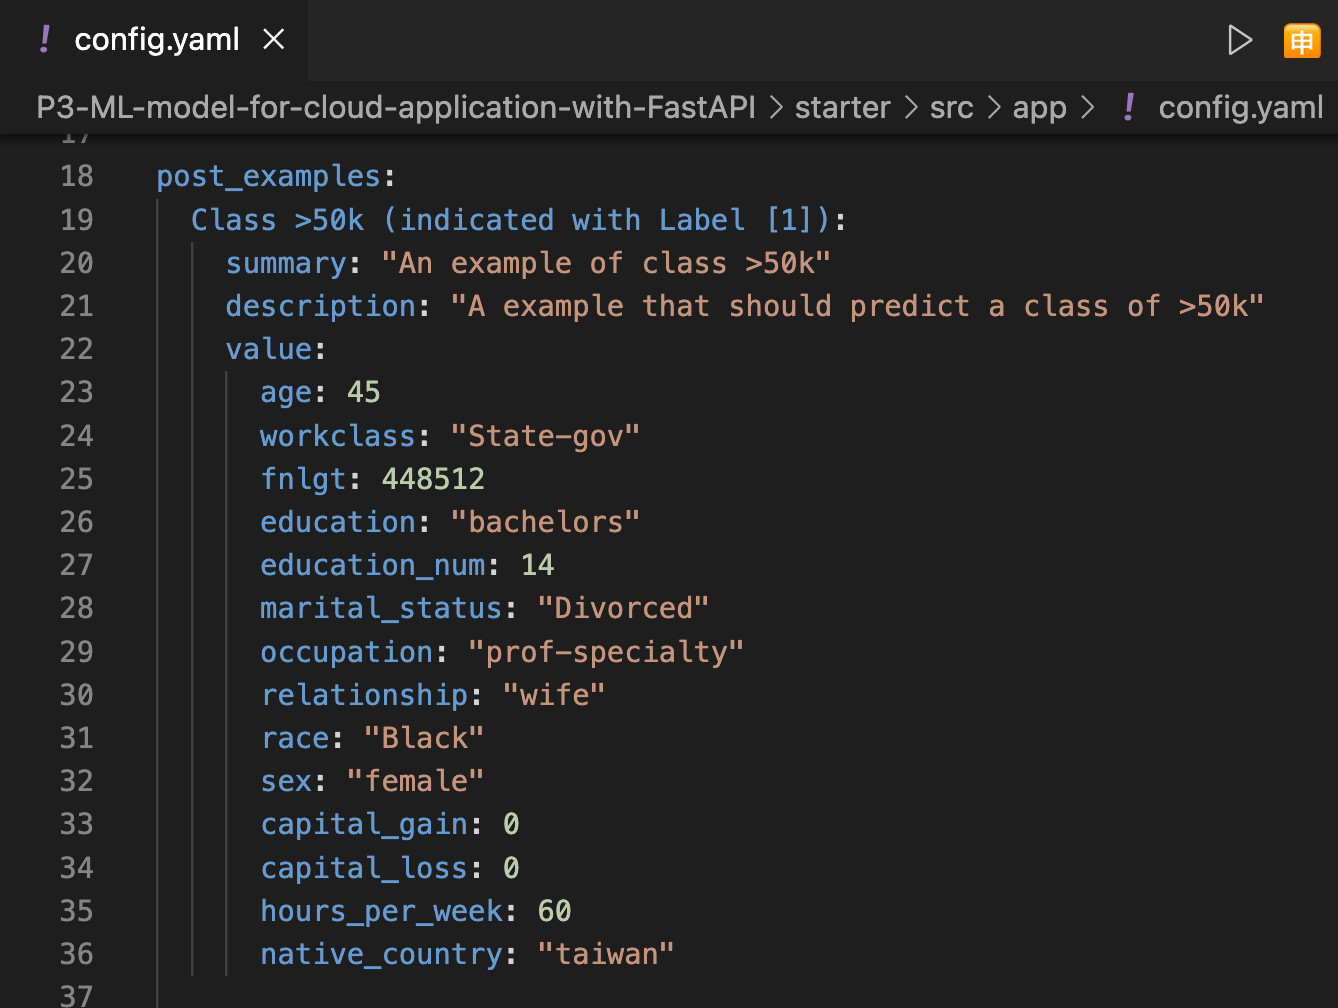 ! config.yaml ×
申
P3-ML-model-for-cloud-application-with-FastAPI > starter > src > app > ! config.yaml
17
18 post_examples:
19 Class >50k (indicated with Label [1]):
20 summary: "An example of class >50k"
21 description: "A example that should predict a class of >50k"
22 value:
23 age: 45
24 workclass: "State-gov"
25 fnlgt: 448512
26 education: "bachelors"
27 education_num: 14
28 marital_status: "Divorced"
29 occupation: "prof-specialty"
30 relationship: "wife"
31 race: "Black"
32 sex: "female"
33 capital_gain: 0
34 capital_loss: 0
35 hours_per_week: 60
36 native_country: "taiwan"
37